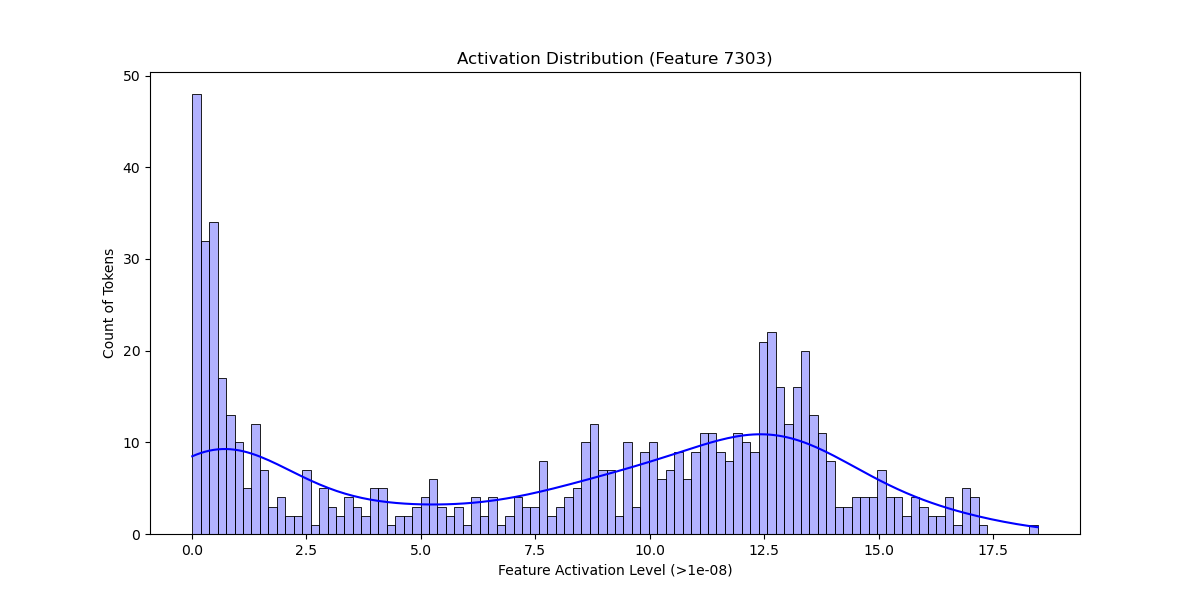 Activation Distribution (Feature 7303)
50
40
30
20
10
0
Count of Tokens
0.0 2.5 5.0 7.5 10.0 12.5 15.0 17.5
Feature Activation Level (>1e-08)